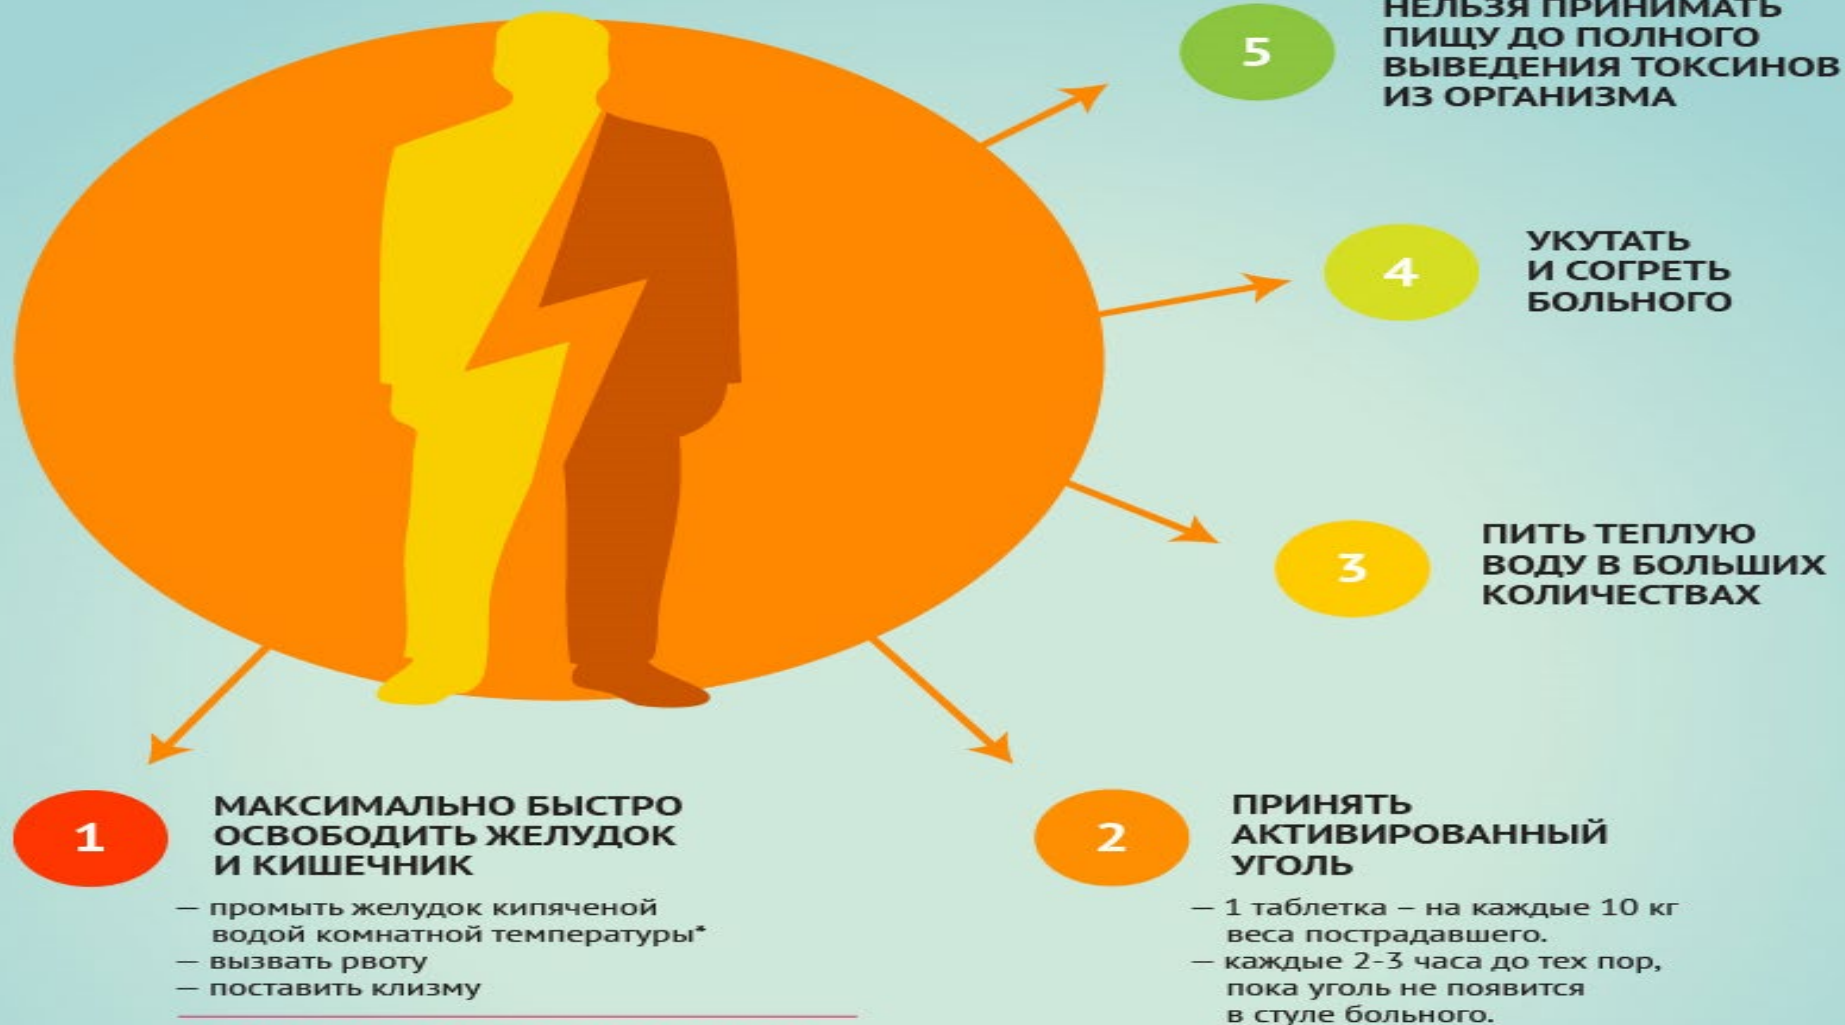 5
НЕЛЬЗЯ ПРИНИМАТЬ
ПИЩУ ДО ПОЛНОГО
ВЫВЕДЕНИЯ ТОКСИНОВ
ИЗ ОРГАНИЗМА
4
УКУТАТЬ
И СОГРЕТЬ
БОЛЬНОГО
3
ПИТЬ ТЕПЛУЮ
ВОДУ В БОЛЬШИХ
КОЛИЧЕСТВАХ
1
МАКСИМАЛЬНО БЫСТРО
ОСВОБОДИТЬ ЖЕЛУДОК
И КИШЕЧНИК
— промыть желудок кипяченой
водой комнатной температуры*
— вызвать рвоту
— поставить клизму
2
ПРИНЯТЬ
АКТИВИРОВАННЫЙ
УГОЛЬ
— 1 таблетка – на каждые 10 кг
веса пострадавшего.
— каждые 2-3 часа до тех пор,
пока уголь не появится
в стуле больного.